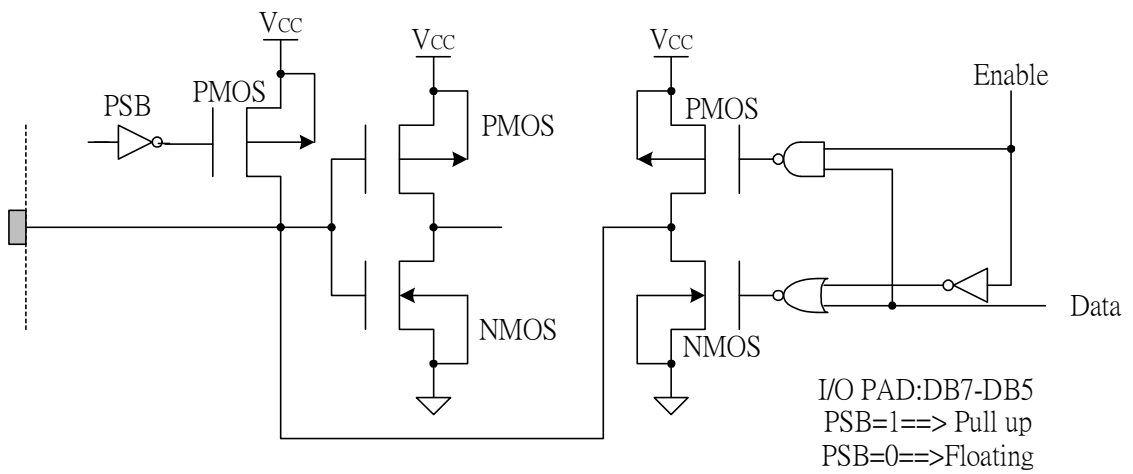 VCC
VCC
VCC
Enable
PSB
PMOS
PMOS
PMOS
NMOS
NMOS
Data
I/O PAD:DB7-DB5
PSB=1==> Pull up
PSB=0==>Floating